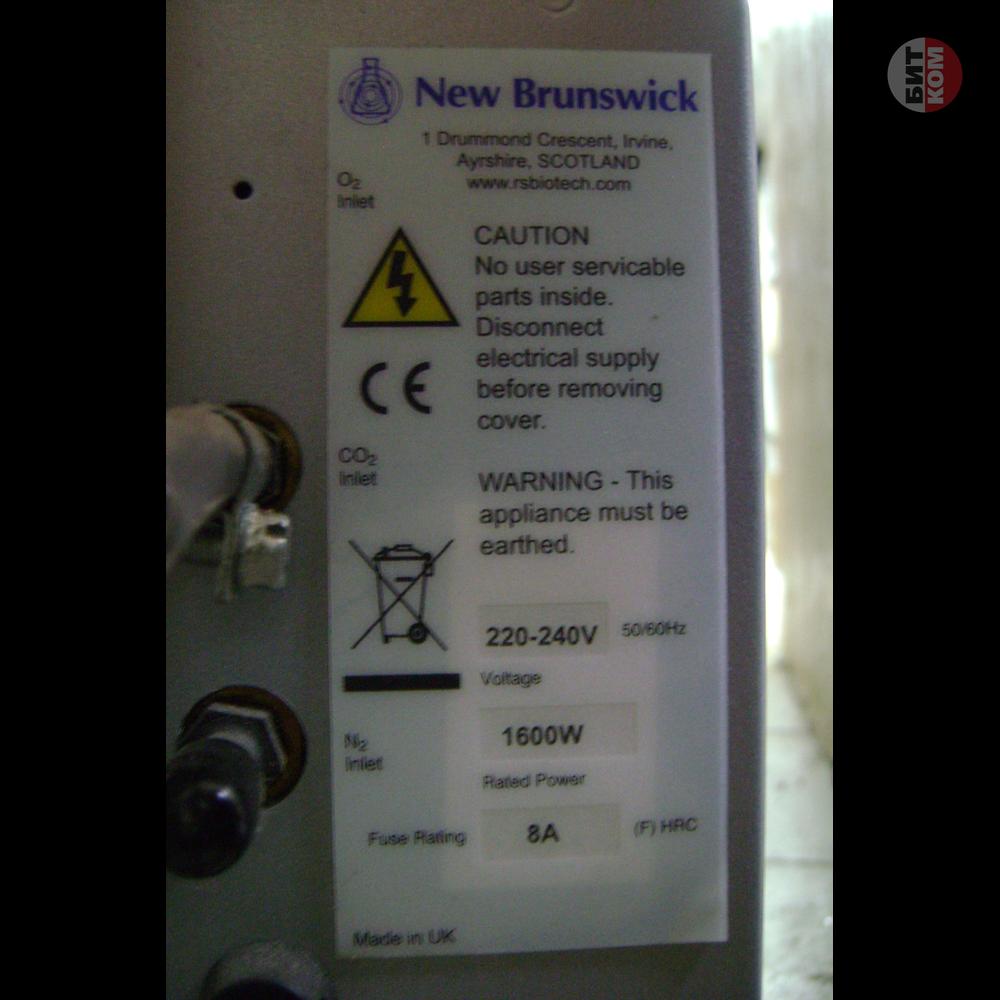 БИТ
КОМ
New Brunswick
1 Drummond Crescent, Irvine,
Ayrshire, SCOTLAND
www.rsbiotech.com
O₂
Inlet
CAUTION
No user servicable
parts inside.
Disconnect
electrical supply
before removing
cover.
CE
CO₂
Inlet
WARNING - This
appliance must be
earthed.
220-240V 50/60Hz
Voltage
1600W
N₂
Inlet
Rated Power
Fuse Rating 8A (F) HRC
Made in UK